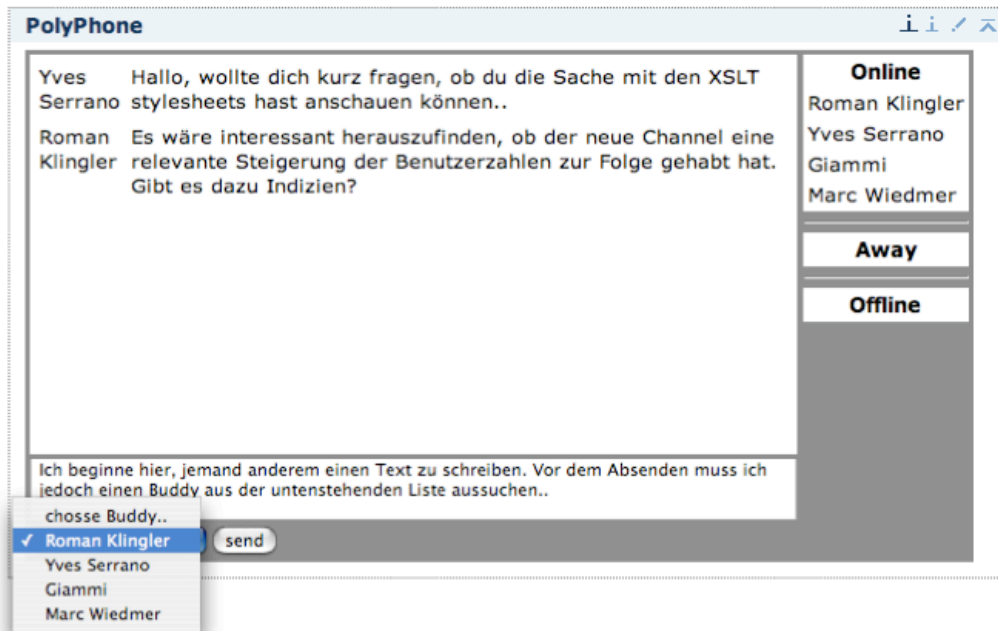 PolyPhone
Yves Serrano
Hallo, wollte dich kurz fragen, ob du die Sache mit den XSLT
stylesheets hast anschauen können..
Roman Klingler
Es wäre interessant herauszufinden, ob der neue Channel eine
relevante Steigerung der Benutzerzahlen zur Folge gehabt hat.
Gibt es dazu Indizien?
Online
Roman Klingler
Yves Serrano
Giammi
Marc Wiedmer
Away
Offline
Ich beginne hier, jemand anderem einen Text zu schreiben. Vor dem Absenden muss ich
jedoch einen Buddy aus der untenstehenden Liste aussuchen..
chosse Buddy..
✓ Roman Klingler
Yves Serrano
Giammi
Marc Wiedmer
send